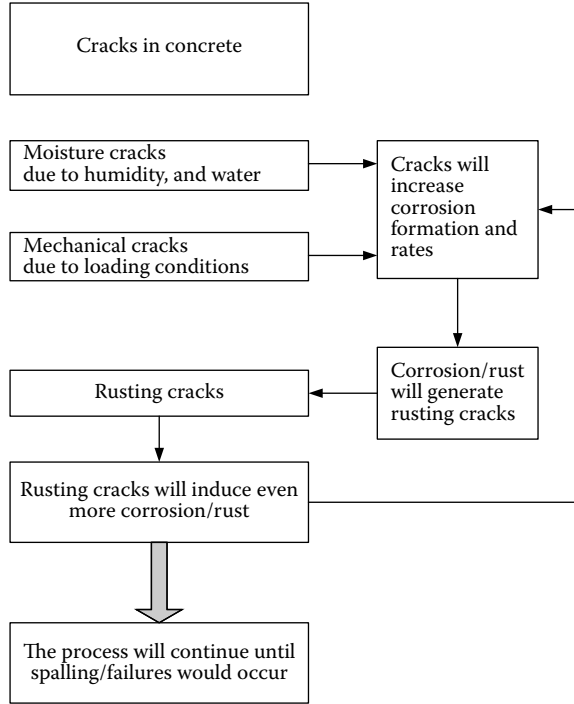 Cracks in concrete
Moisture cracks
due to humidity, and water
Mechanical cracks
due to loading conditions
Cracks will
increase
corrosion
formation and
rates
Corrosion/rust
will generate
rusting cracks
Rusting cracks
Rusting cracks will induce even
more corrosion/rust
The process will continue until
spalling/failures would occur